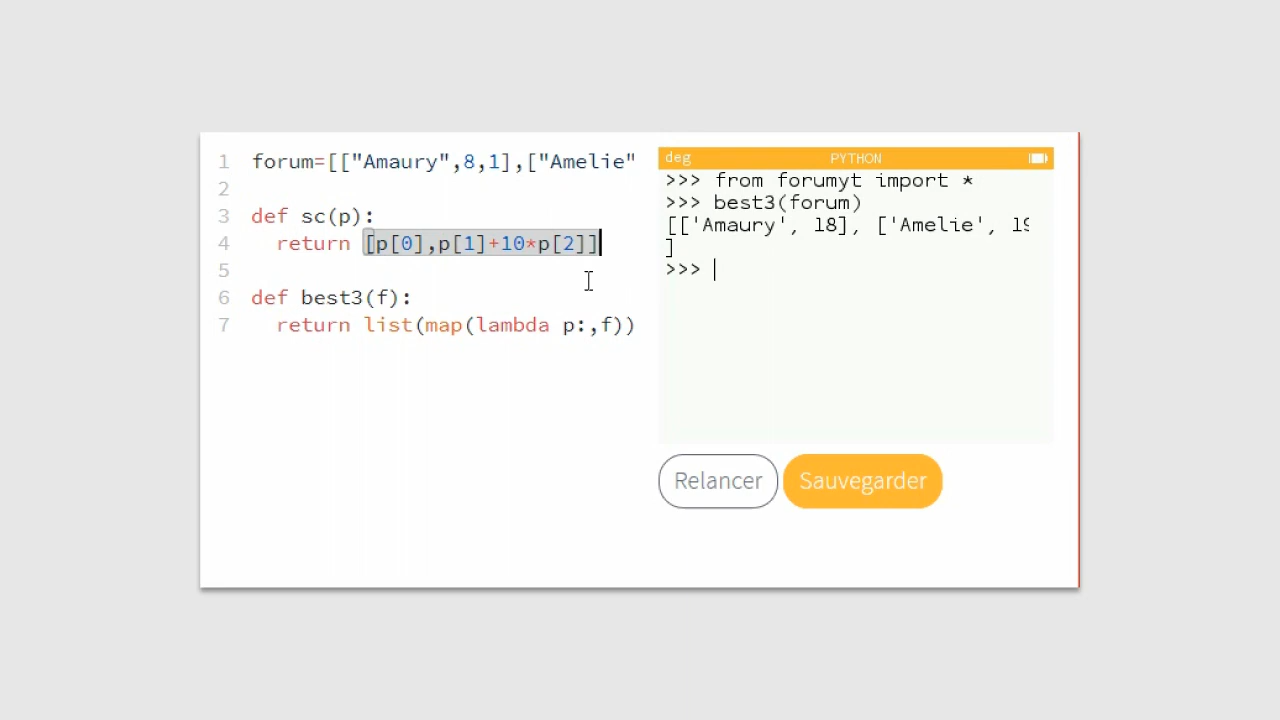 1 forum=[["Amaury",8,1],["Amelie"
2
3 def sc(p):
4 return [p[0],p[1]+10*p[2]]
5
6 def best3(f):
7 return list(map(lambda p:,f))
deg PYTHON
>>> from forumyt import *
>>> best3(forum)
[['Amaury', 18], ['Amelie', 19
]
>>>
Relancer Sauvegarder